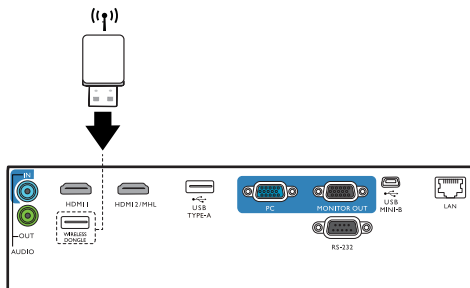 IN
OUT
AUDIO
HDMI 1
WIRELESS
DONGLE
HDMI 2/MHL
USB
TYPE-A
PC
MONITOR OUT
RS-232
USB
MINI-B
LAN